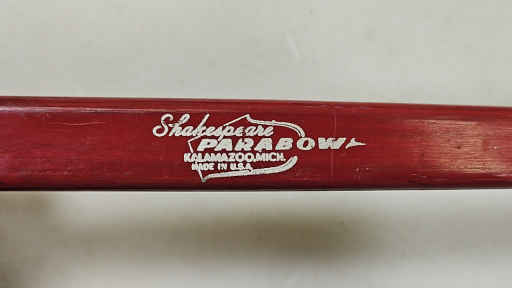 Shakespeare
PARABOW
KALAMAZOO, MICH.
MADE IN U.S.A.